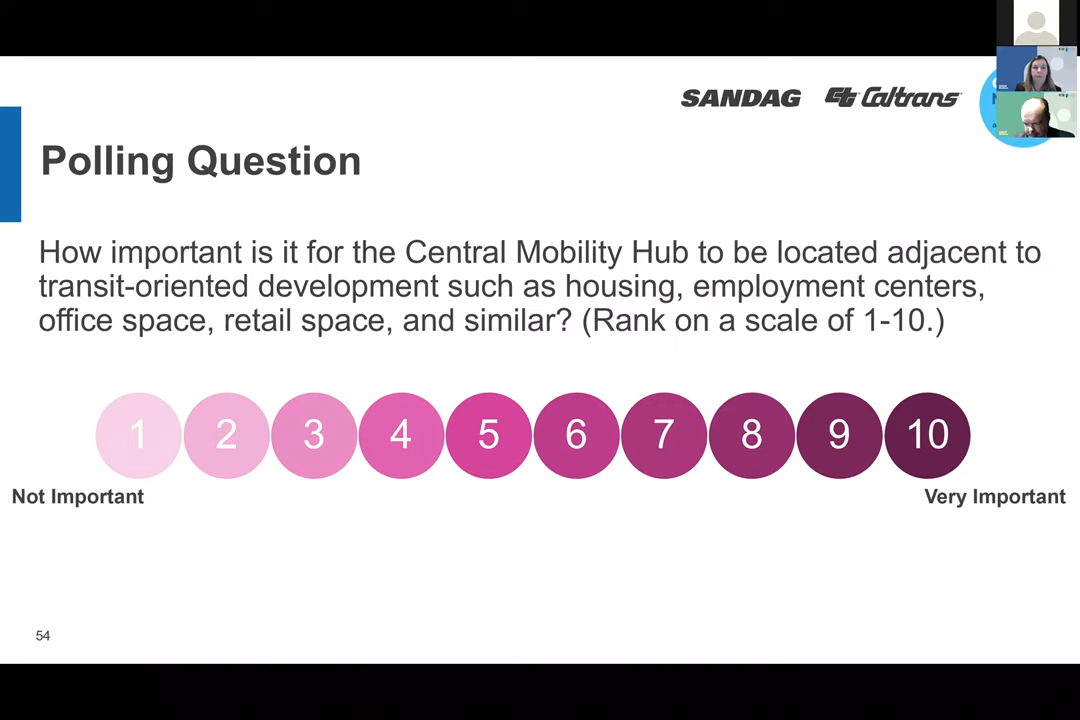 SANDAG Caltrans
Polling Question
How important is it for the Central Mobility Hub to be located adjacent to
transit-oriented development such as housing, employment centers,
office space, retail space, and similar? (Rank on a scale of 1-10.)
1 2 3 4 5 6 7 8 9 10
Not Important Very Important
54